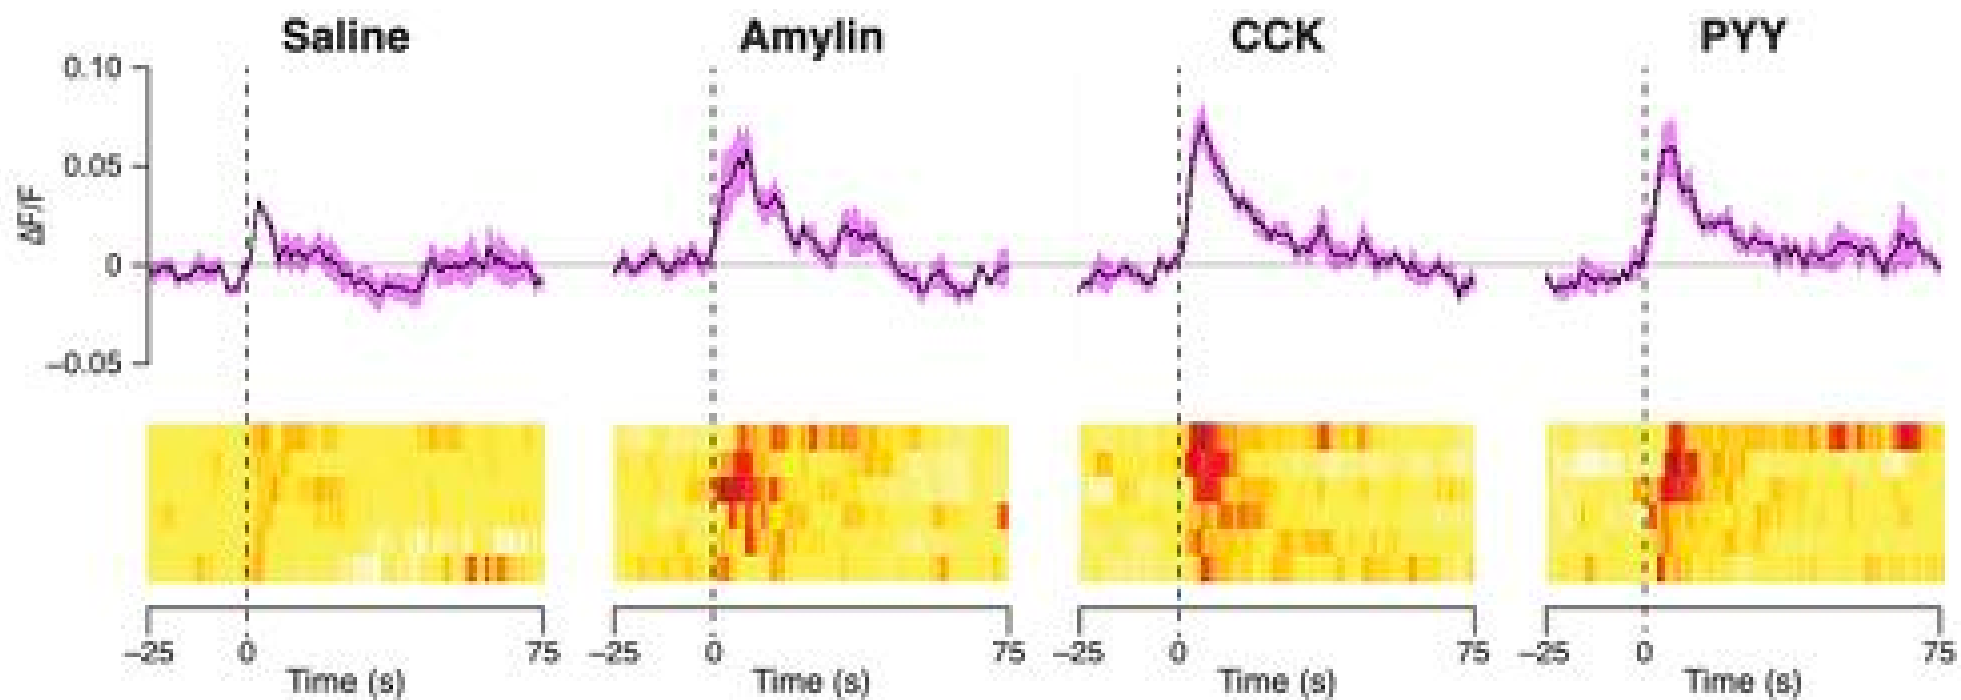 Saline Amylin CCK PYY
0.10
0.05
0
−0.05
ΔF/F
−25 0 75 −25 0 75 −25 0 75 −25 0 75
Time (s) Time (s) Time (s) Time (s)